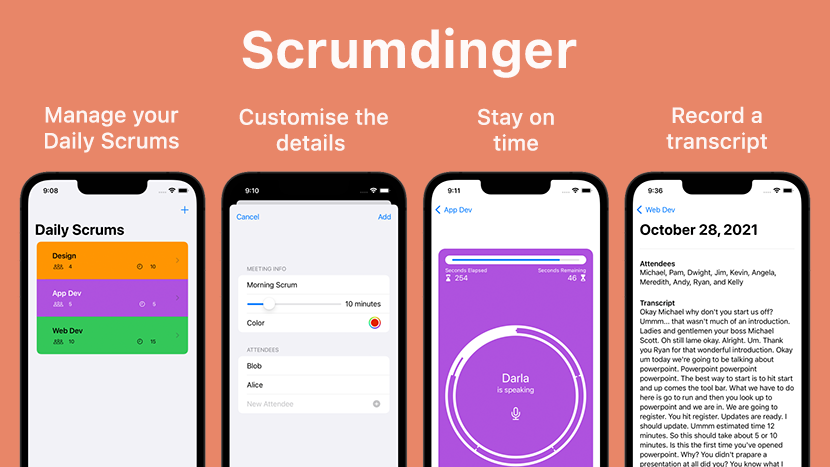 Scrumdinger
Manage your
Daily Scrums
Customise the
details
Stay on
time
Record a
transcript
9:08
Daily Scrums
Design
4
10
App Dev
5
5
Web Dev
10
15
9:10
Cancel
Add
MEETING INFO
Morning Scrum
10 minutes
Color
ATTENDEES
Blob
Alice
New Attendee
9:11
App Dev
Seconds Elapsed
Seconds Remaining
254
46
Darla
is speaking
9:36
Web Dev
October 28, 2021
Attendees
Michael, Pam, Dwight, Jim, Kevin, Angela,
Meredith, Andy, Ryan, and Kelly
Transcript
Okay Michael why don't you start us off?
Ummm... that wasn't much of an introduction.
Ladies and gentlemen your boss Michael
Scott. Oh still lame okay. Alright. Um. Thank
you Ryan for that wonderful introduction. Okay
um today we're going to be talking about
powerpoint. Powerpoint powerpoint
powerpoint. The best way to start is to hit start
and up comes the tool bar. What we have to do
here is go to run and then you look up to
powerpoint and we are in. We are going to
register. You hit register. Updates are ready. I
should update. Ummm estimated time 12
minutes. So this should take about 5 or 10
minutes. Is this the first time you've opened
powerpoint. Why? You didn't prapare a
presentation at all did you? You know what I